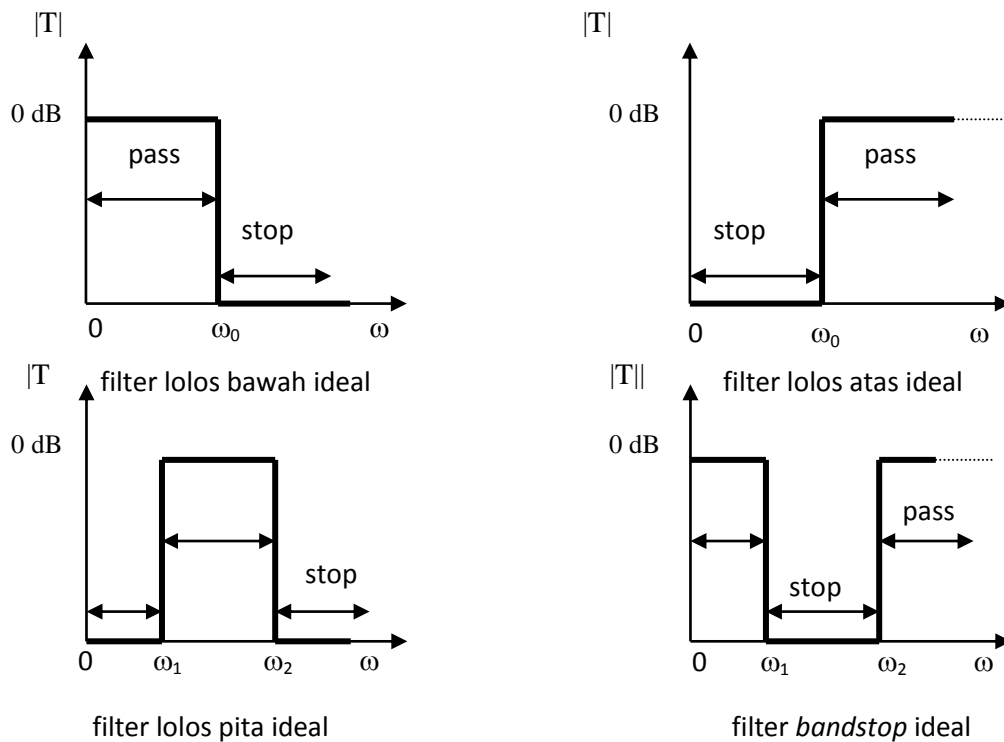 |T|
0 dB
pass
stop
0
ω₀
ω
filter lolos bawah ideal
|T|
0 dB
pass
stop
0
ω₀
ω
filter lolos atas ideal
|T
0 dB
stop
0
ω₁
ω₂
ω
filter lolos pita ideal
|T||
0 dB
pass
stop
0
ω₁
ω₂
ω
filter bandstop ideal